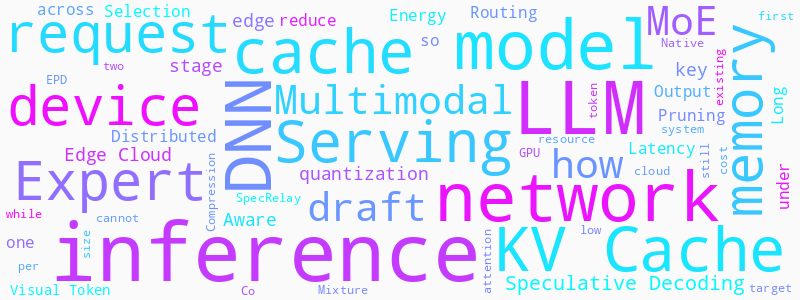 across Selection Energy Routing MoE first
request edge reduce so model Native
two cache stage key existing
EPD device DNN Multimodal LLM token Output memory Long
Distributed Serving Pruning system
Edge Cloud resource Latency still cost
Expert Compression quantization GPU how cloud under
while SpecRelay draft network
cannot Aware
one size inference attention low KV Cache
per Speculative Decoding
Visual Token Co Mixture target